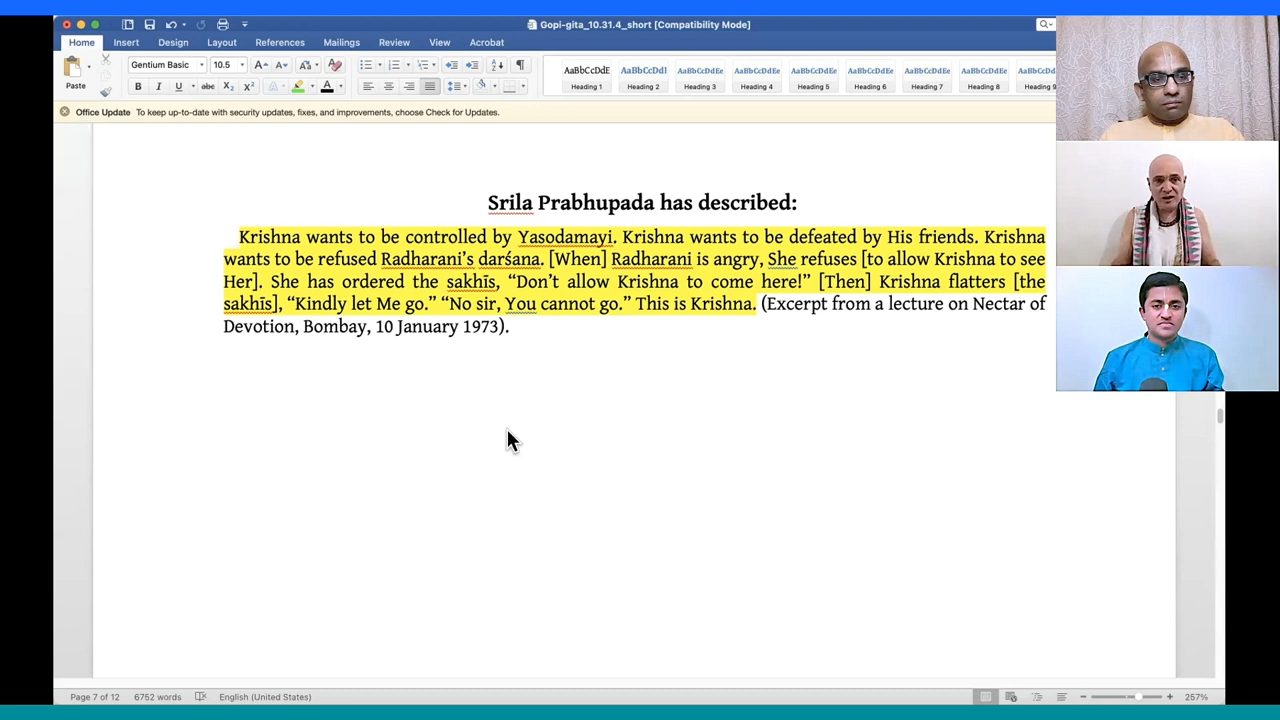 Gopi-gita_10.31.4_short [Compatibility Mode]
Home Insert Design Layout References Mailings Review View Acrobat
Paste
Gentium Basic 10.5
AaBbCcDdE AaBbCcDdI AaBbCcDdEe AaBbCcDdEe AaBbCcDdEe AaBbCcDdEe AaBbCcDdEe AaBbCcDdEe
Heading 1 Heading 2 Heading 3 Heading 4 Heading 5 Heading 6 Heading 7 Heading 8 Heading 9
Office Update To keep up-to-date with security updates, fixes, and improvements, choose Check for Updates.
Srila Prabhupada has described:
Krishna wants to be controlled by Yasodamayi. Krishna wants to be defeated by His friends. Krishna
wants to be refused Radharani’s darśana. [When] Radharani is angry, She refuses [to allow Krishna to see
Her]. She has ordered the sakhīs, “Don’t allow Krishna to come here!” [Then] Krishna flatters [the
sakhīs], “Kindly let Me go.” “No sir, You cannot go.” This is Krishna. (Excerpt from a lecture on Nectar of
Devotion, Bombay, 10 January 1973).
Page 7 of 12 6752 words English (United States) 257%